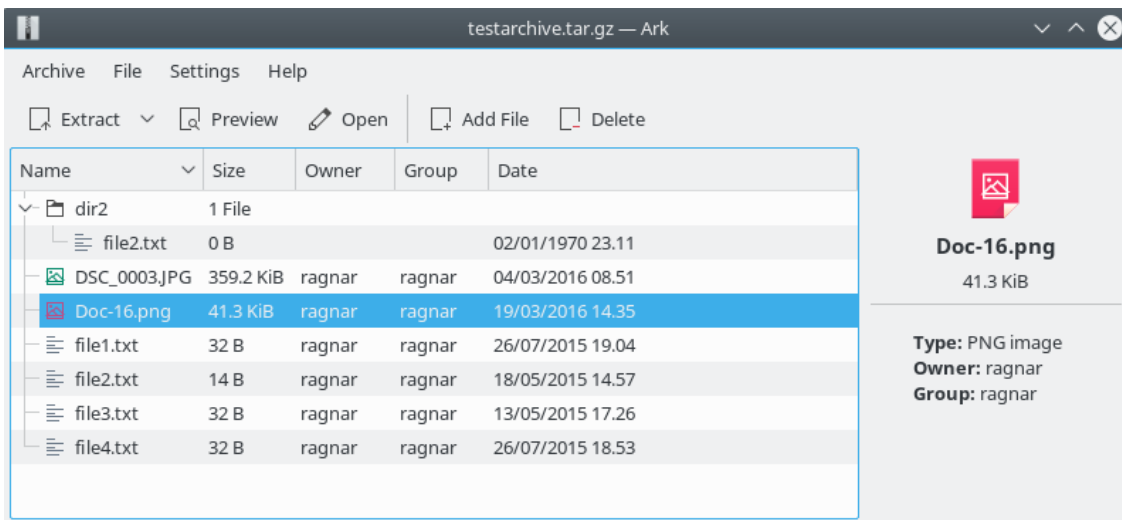 testarchive.tar.gz — Ark
Archive File Settings Help
Extract Preview Open Add File Delete
Name Size Owner Group Date
dir2 1 File
file2.txt 0 B 02/01/1970 23.11
DSC_0003.JPG 359.2 KiB ragnar ragnar 04/03/2016 08.51
Doc-16.png 41.3 KiB ragnar ragnar 19/03/2016 14.35
file1.txt 32 B ragnar ragnar 26/07/2015 19.04
file2.txt 14 B ragnar ragnar 18/05/2015 14.57
file3.txt 32 B ragnar ragnar 13/05/2015 17.26
file4.txt 32 B ragnar ragnar 26/07/2015 18.53
Doc-16.png
41.3 KiB
Type: PNG image
Owner: ragnar
Group: ragnar